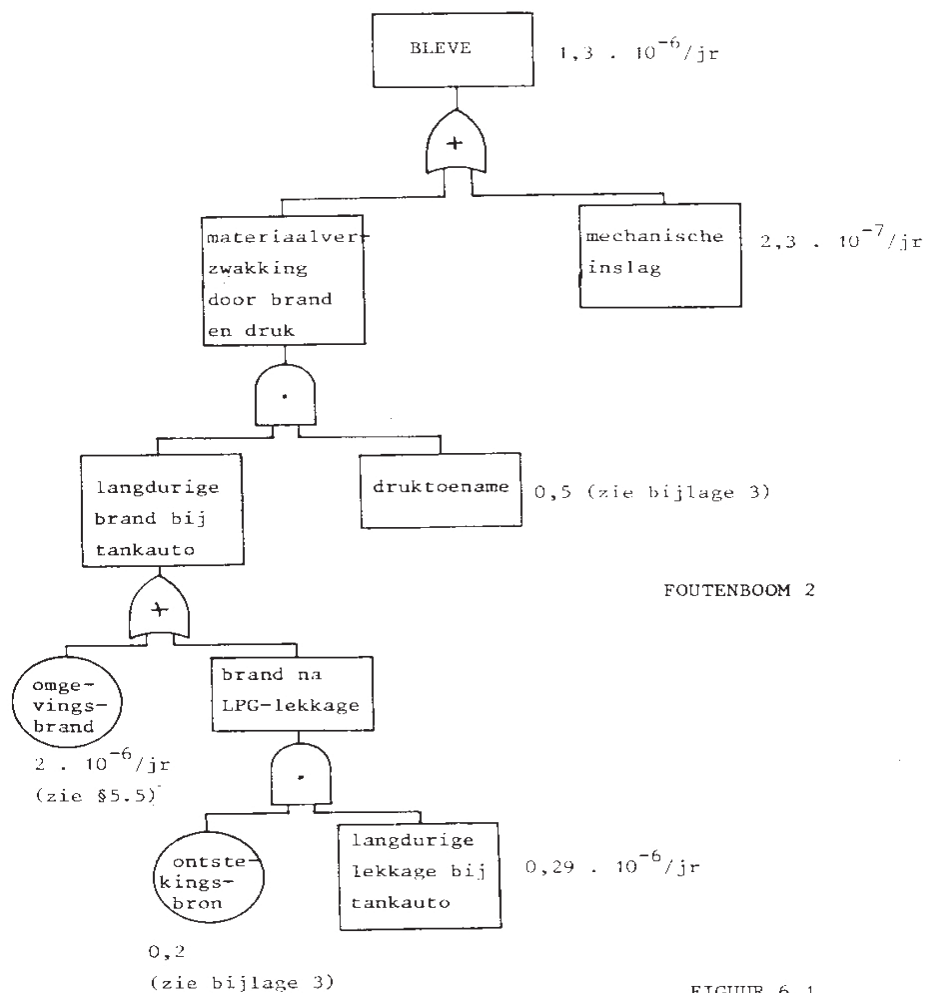 BLEVE
1,3 . 10⁻⁶/jr
+
materiaalver-
zwakking
door brand
en druk
mechanische
inslag
2,3 . 10⁻⁷/jr
.
langdurige
brand bij
tankauto
druktoename
0,5 (zie bijlage 3)
FOUTENBOOM 2
+
omge-
vings-
brand
2 . 10⁻⁶/jr
(zie §5.5)
brand na
LPG-lekkage
.
ontste-
kings-
bron
0,2
(zie bijlage 3)
langdurige
lekkage bij
tankauto
0,29 . 10⁻⁶/jr
FIGUUR 6.1